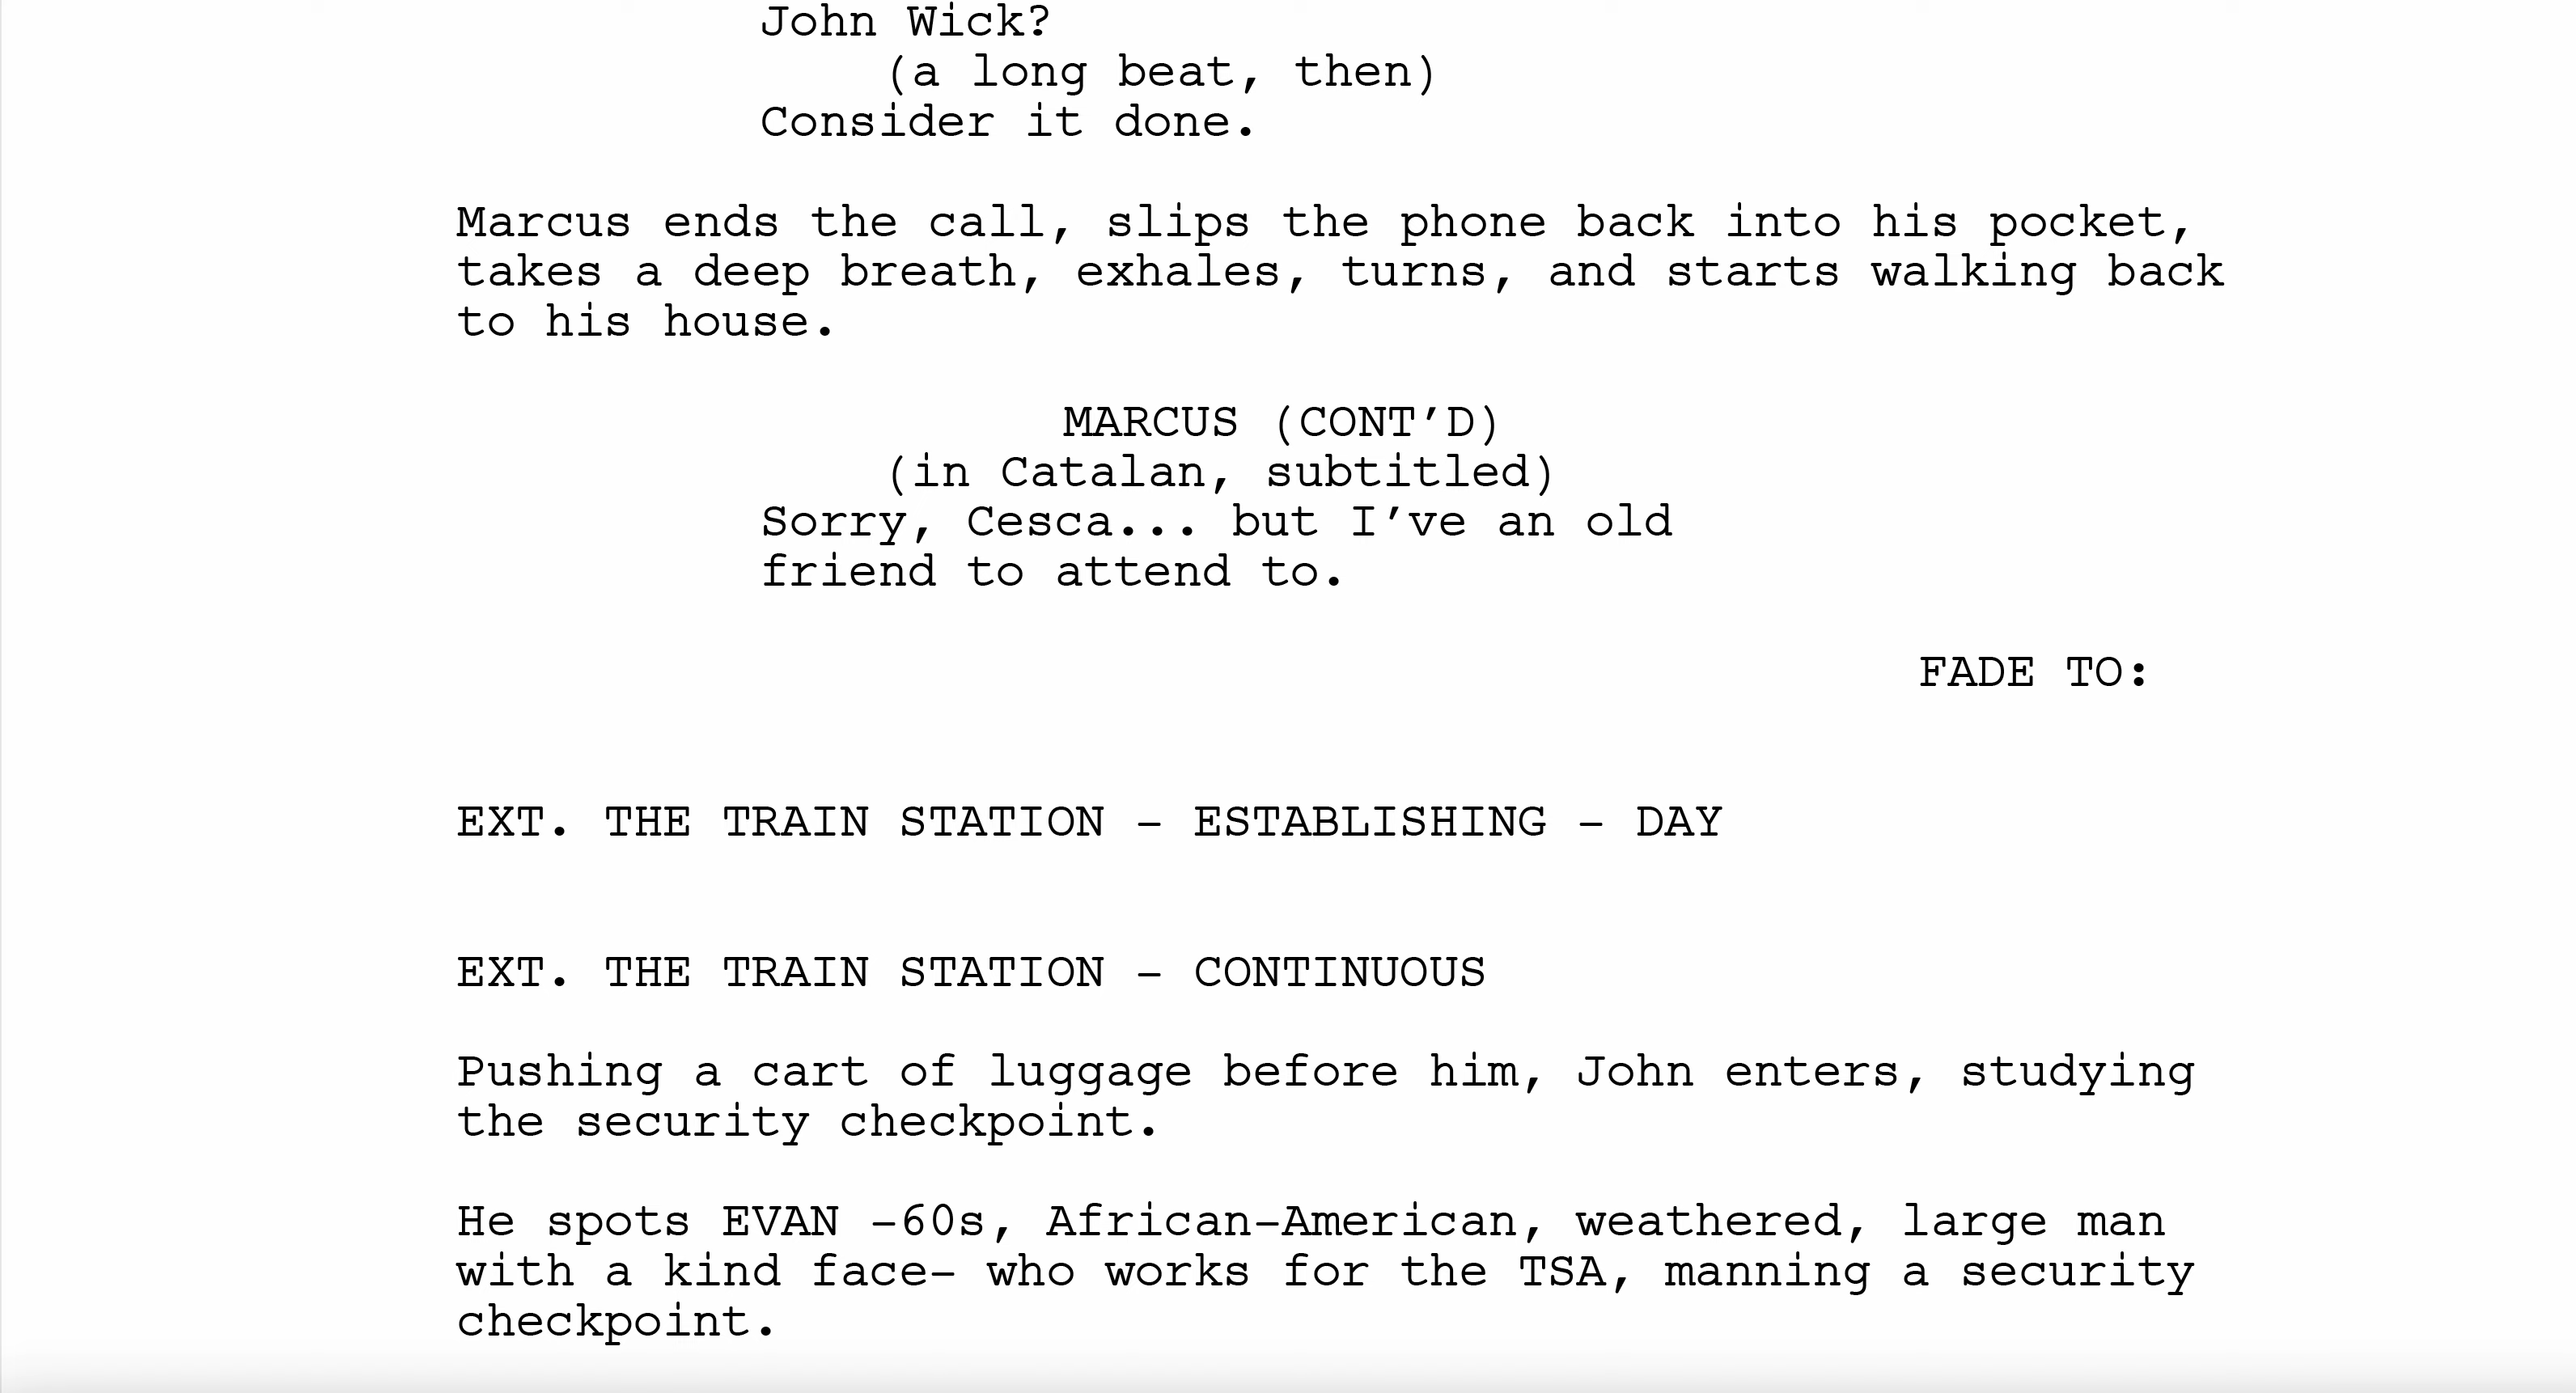 John Wick?
(a long beat, then)
Consider it done.
Marcus ends the call, slips the phone back into his pocket,
takes a deep breath, exhales, turns, and starts walking back
to his house.
MARCUS (CONT’D)
(in Catalan, subtitled)
Sorry, Cesca... but I’ve an old
friend to attend to.
FADE TO:
EXT. THE TRAIN STATION - ESTABLISHING - DAY
EXT. THE TRAIN STATION - CONTINUOUS
Pushing a cart of luggage before him, John enters, studying
the security checkpoint.
He spots EVAN -60s, African-American, weathered, large man
with a kind face- who works for the TSA, manning a security
checkpoint.